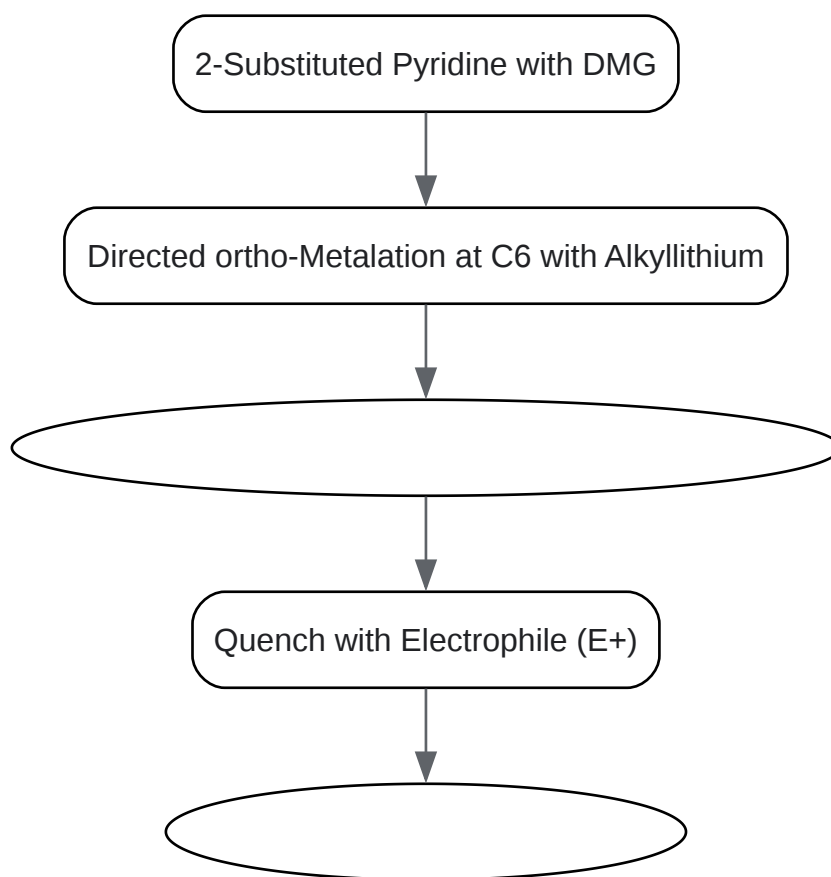 2-Substituted Pyridine with DMG
Directed ortho-Metalation at C6 with Alkyllithium
Quench with Electrophile (E+)